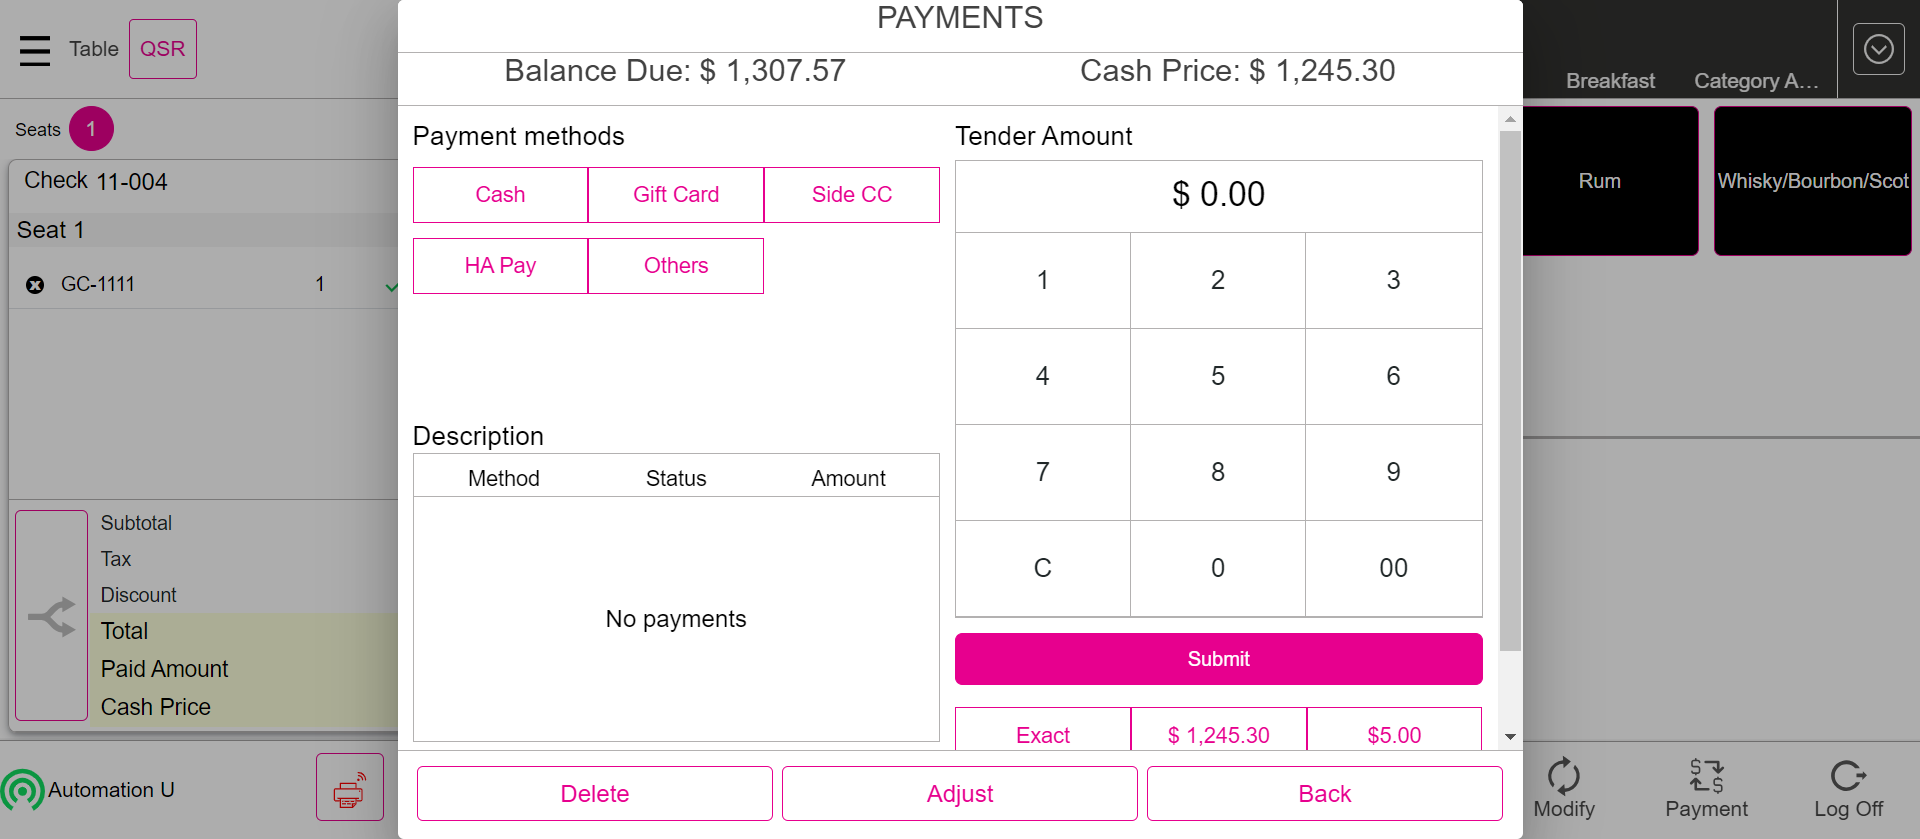 Table
QSR
Seats
1
Check 11-004
Seat 1
GC-1111 1
Subtotal
Tax
Discount
Total
Paid Amount
Cash Price
Automation U
PAYMENTS
Balance Due: $ 1,307.57
Cash Price: $ 1,245.30
Payment methods
Cash
Gift Card
Side CC
HA Pay
Others
Description
Method Status Amount
No payments
Tender Amount
$ 0.00
1 2 3
4 5 6
7 8 9
C 0 00
Submit
Exact
$ 1,245.30
$5.00
Delete
Adjust
Back
Breakfast
Category A...
Rum
Whisky/Bourbon/Scot
Modify
Payment
Log Off